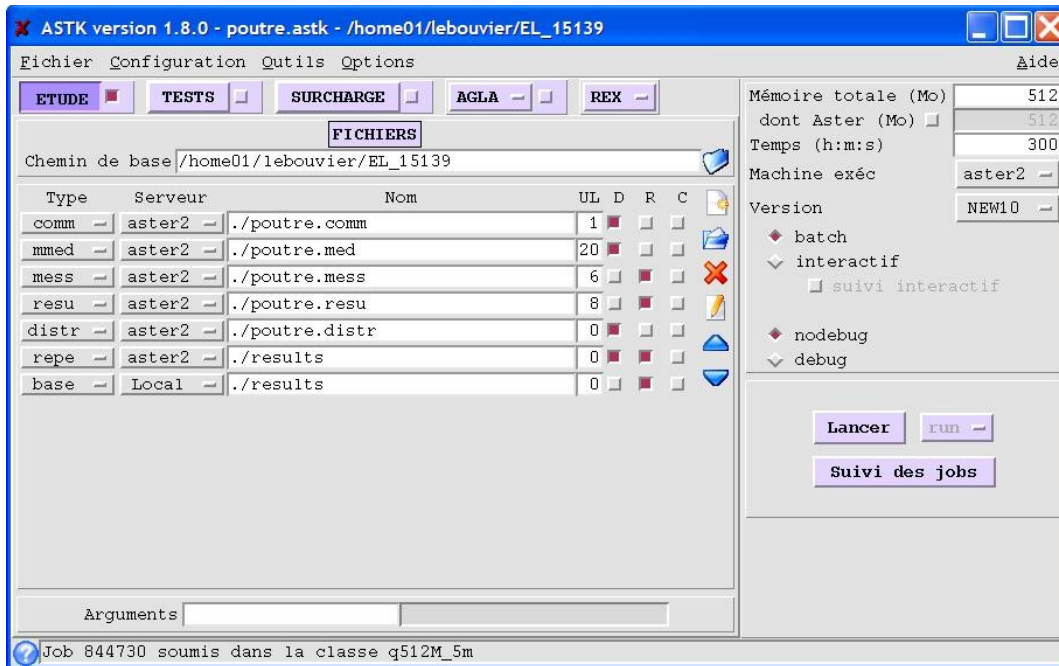 ASTK version 1.8.0 - poutre.astk - /home01/lebouvier/EL_15139
Fichier Configuration Outils Options Aide
ETUDE TESTS SURCHARGE AGLA REX
FICHIERS
Chemin de base /home01/lebouvier/EL_15139
Type Serveur Nom UL D R C
comm aster2 ./poutre.comm 1
mmed aster2 ./poutre.med 20
mess aster2 ./poutre.mess 6
resu aster2 ./poutre.resu 8
distr aster2 ./poutre.distr 0
repe aster2 ./results 0
base Local ./results 0
Arguments
Mémoire totale (Mo) 512
dont Aster (Mo) 512
Temps (h:m:s) 300
Machine exéc aster2
Version NEW10
batch
interactif
suivi interactif
nodebug
debug
Lancer run
Suivi des jobs
Job 844730 soumis dans la classe q512M_5m